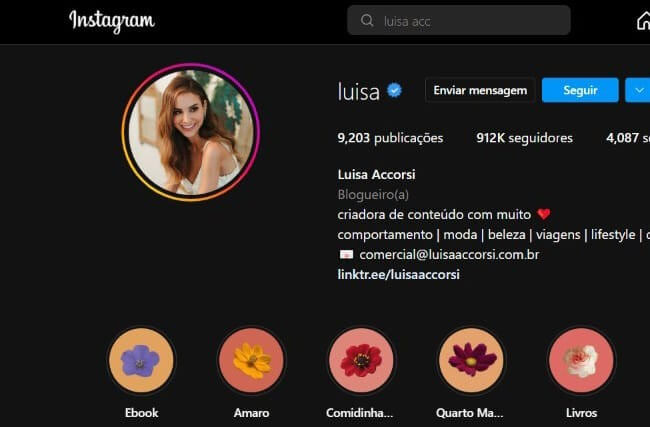 Instagram
luisa acc
luisa Enviar mensagem Seguir
9,203 publicações 912K seguidores 4,087
Luisa Accorsi
Blogueiro(a)
criadora de conteúdo com muito
comportamento | moda | beleza | viagens | lifestyle |
comercial@luisaaccorsi.com.br
linktr.ee/luisaaccorsi
Ebook Amaro Comidinha... Quarto Ma... Livros